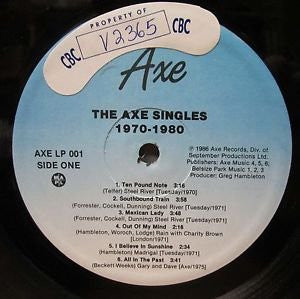 PROPERTY OF
CBC
V2365
CBC
Axe
THE AXE SINGLES
1970-1980
AXE LP 001
SIDE ONE
℗ 1986 Axe Records, Div. of
September Productions Ltd.
Publishers: Axe Music 4, 5, 6,
Belsize Park Music 1, 2, 3
Producer: Greg Hambleton
1. Ten Pound Note 3:16
(Telfer) Steel River [Tuesday/1970]
2. Southbound Train 2:58
(Forrester, Cockell, Dunning) Steel River [Tuesday/1971]
3. Maxican Lady 3:48
(Forrester, Cockell, Dunning) Steel River [Tuesday/1971]
4. Out Of My Mind 3:16
(Hambleton, Woroch, Lodge) Rain with Charity Brown
[London/1971]
5. I Believe In Sunshine 2:34
(Hambleton) Madrigal [Tuesday/1971]
6. All In The Past 3:21
(Beckett-Weeks) Gary and Dave [Axe/1975]